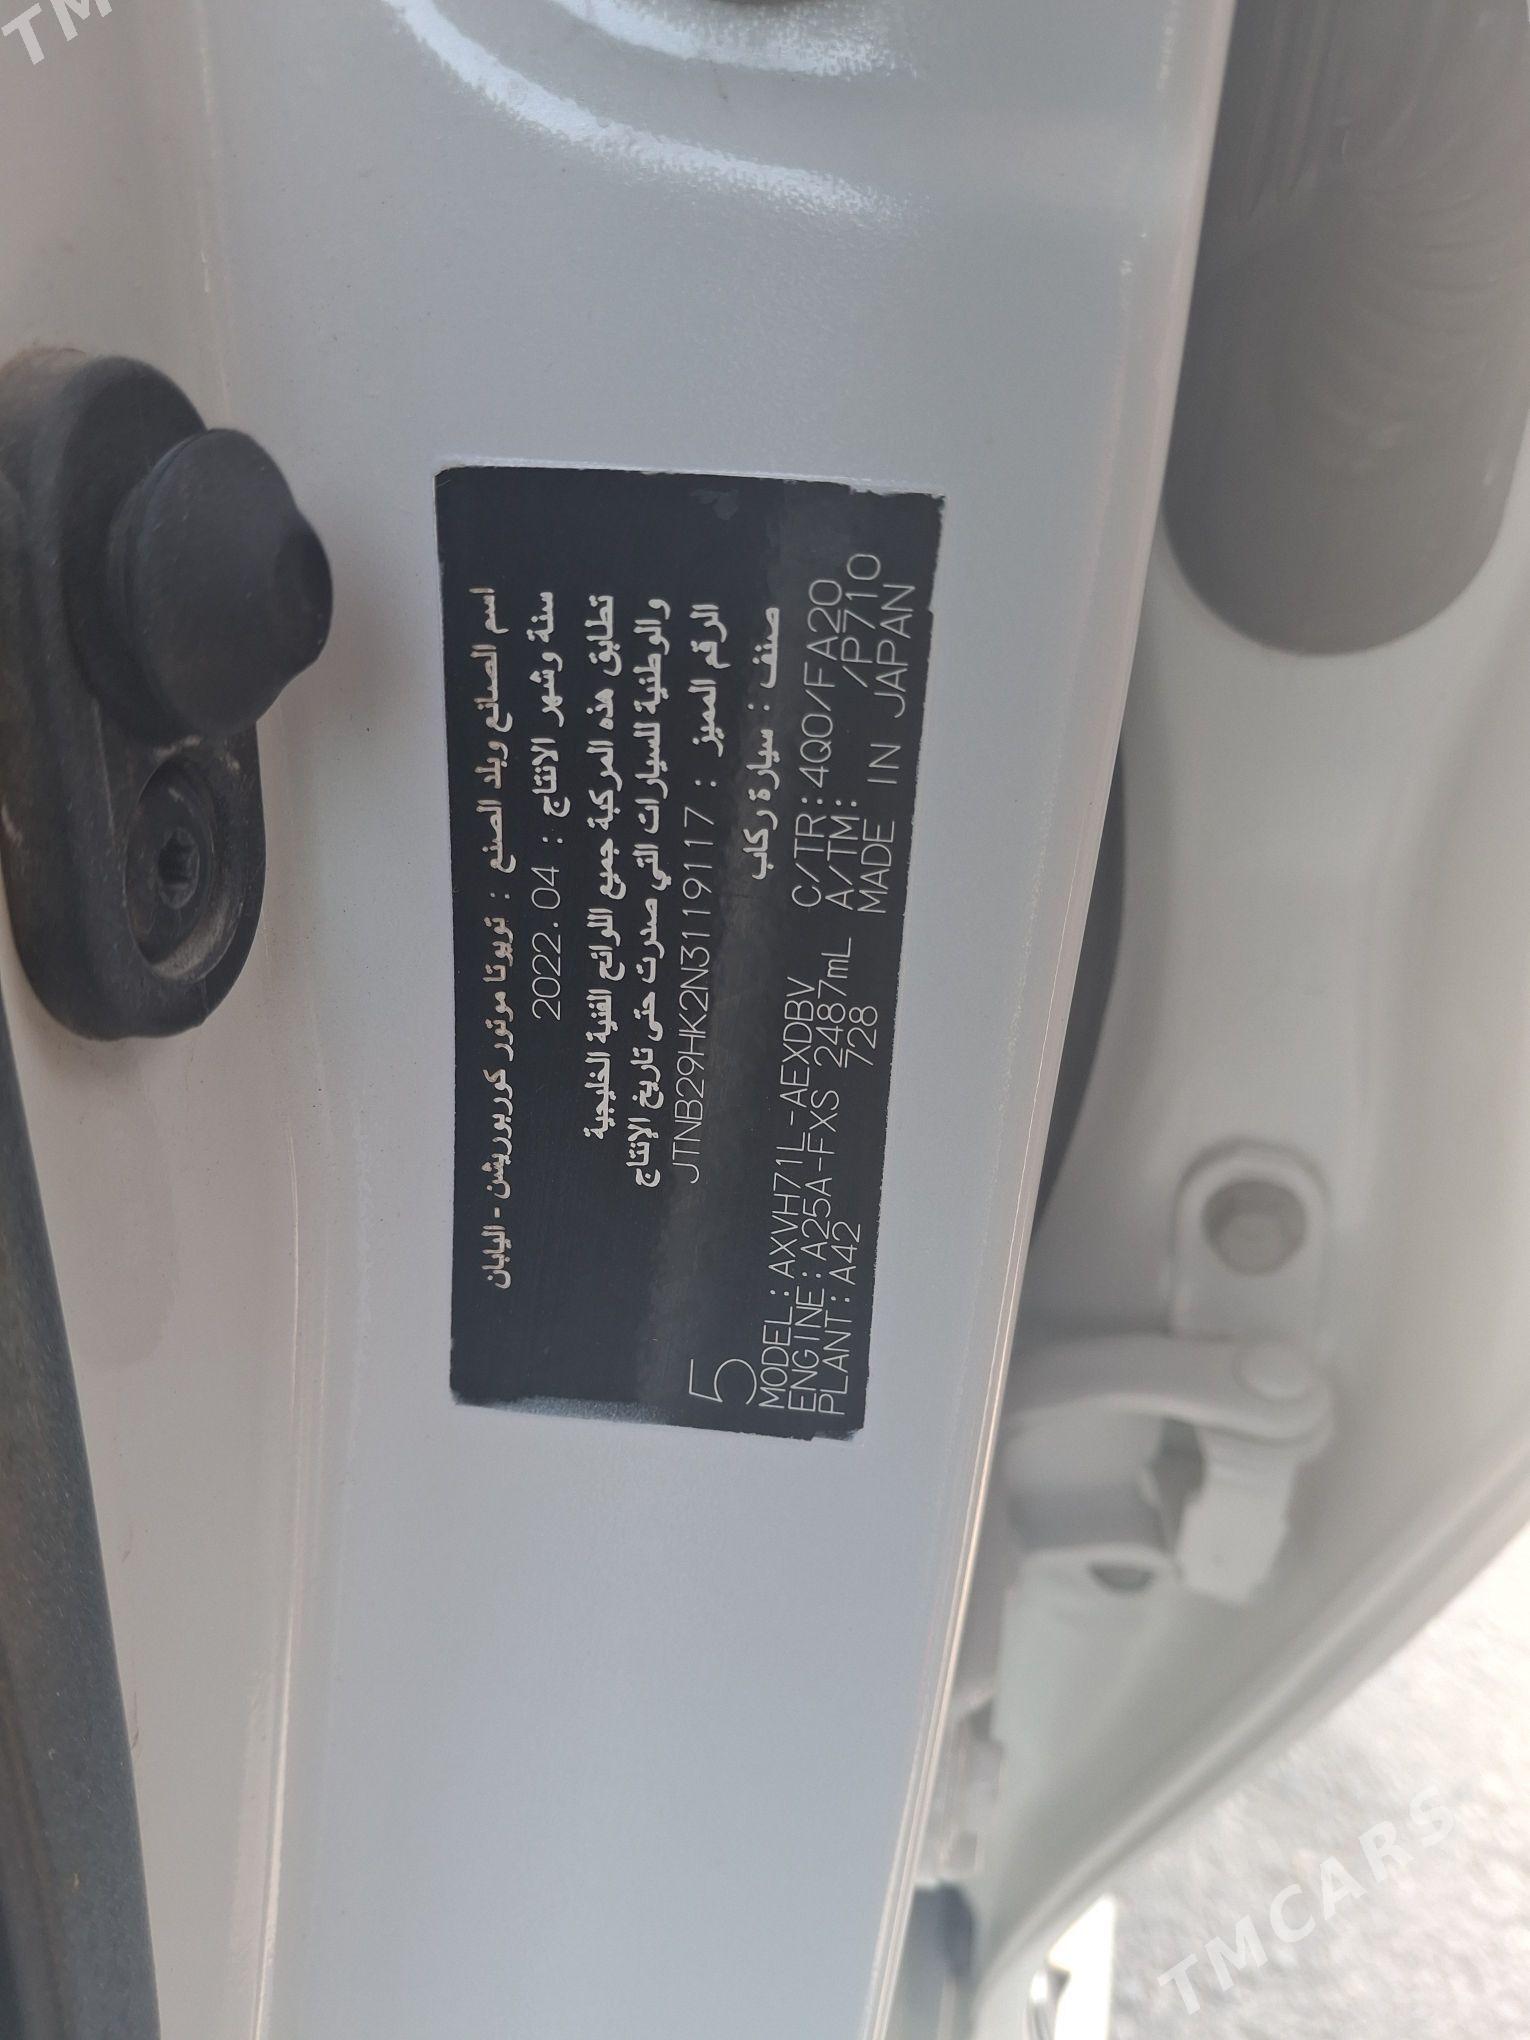 اسم الصانع وبلد الصنع : تويوتا موتور كوربوريشن - اليابان
سنة وشهر الانتاج : 2022.04
تطابق هذه المركبة جميع اللوائح الفنية الخليجية
والوطنية للسيارات التي صدرت حتى تاريخ الإنتاج
الرقم المميز : JTNB29HK2N3119117
صنف : سيارة ركاب
5
MODEL:AXVH71L-AEXDBV C/TR:4Q0/FA20
ENGINE:A25A-FXS 2487mL A/TM: /P710
PLANT:A42 728 MADE IN JAPAN
TMCARS